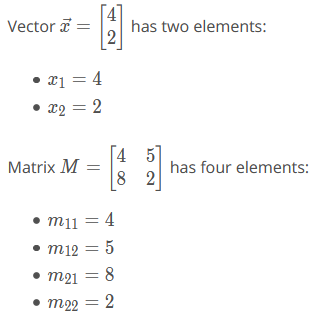 Vector $\vec{x} = \begin{bmatrix} 4 \\ 2 \end{bmatrix}$ has two elements:
• $x_1 = 4$
• $x_2 = 2$
Matrix $M = \begin{bmatrix} 4 & 5 \\ 8 & 2 \end{bmatrix}$ has four elements:
• $m_{11} = 4$
• $m_{12} = 5$
• $m_{21} = 8$
• $m_{22} = 2$